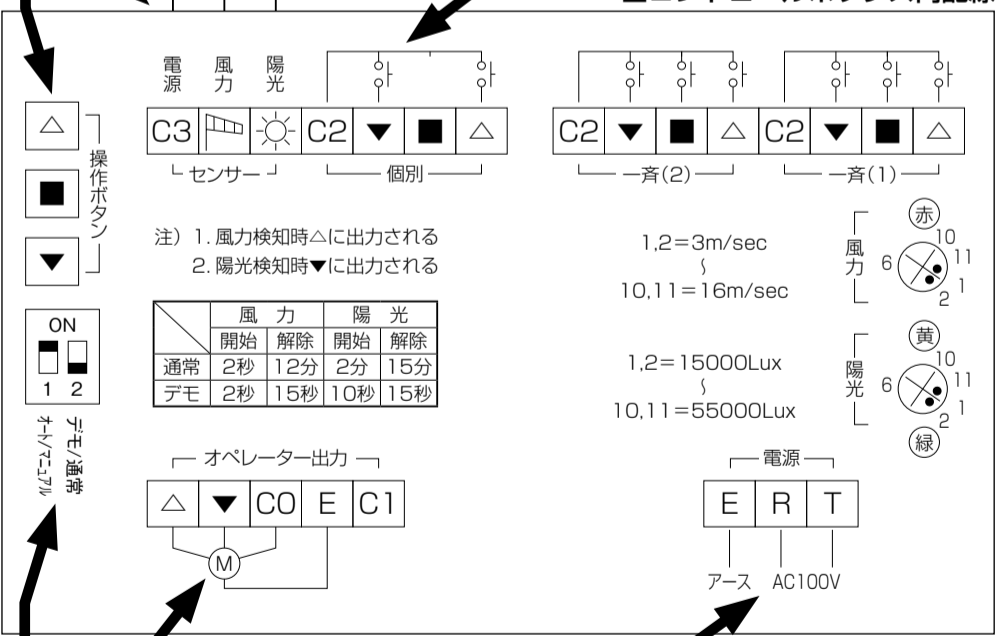 電源 風力 陽光
C3 C2 ▼ ■ △
センサー 個別
C2 ▼ ■ △ C2 ▼ ■ △
一斉(2) 一斉(1)
△
■
▼
操作ボタン
注) 1. 風力検知時△に出力される
2. 陽光検知時▼に出力される
風力 陽光
開始 解除 開始 解除
通常 2秒 12分 2分 15分
デモ 2秒 15秒 10秒 15秒
1,2=3m/sec
〜
10,11=16m/sec
風力
赤
10
6 11
1
2
1,2=15000Lux
〜
10,11=55000Lux
陽光
黄
10
6 11
1
2
緑
ON
1 2
デモ/通常
オート/マニュアル
オペレーター出力
△ ▼ C0 E C1
M
電源
E R T
アース AC100V